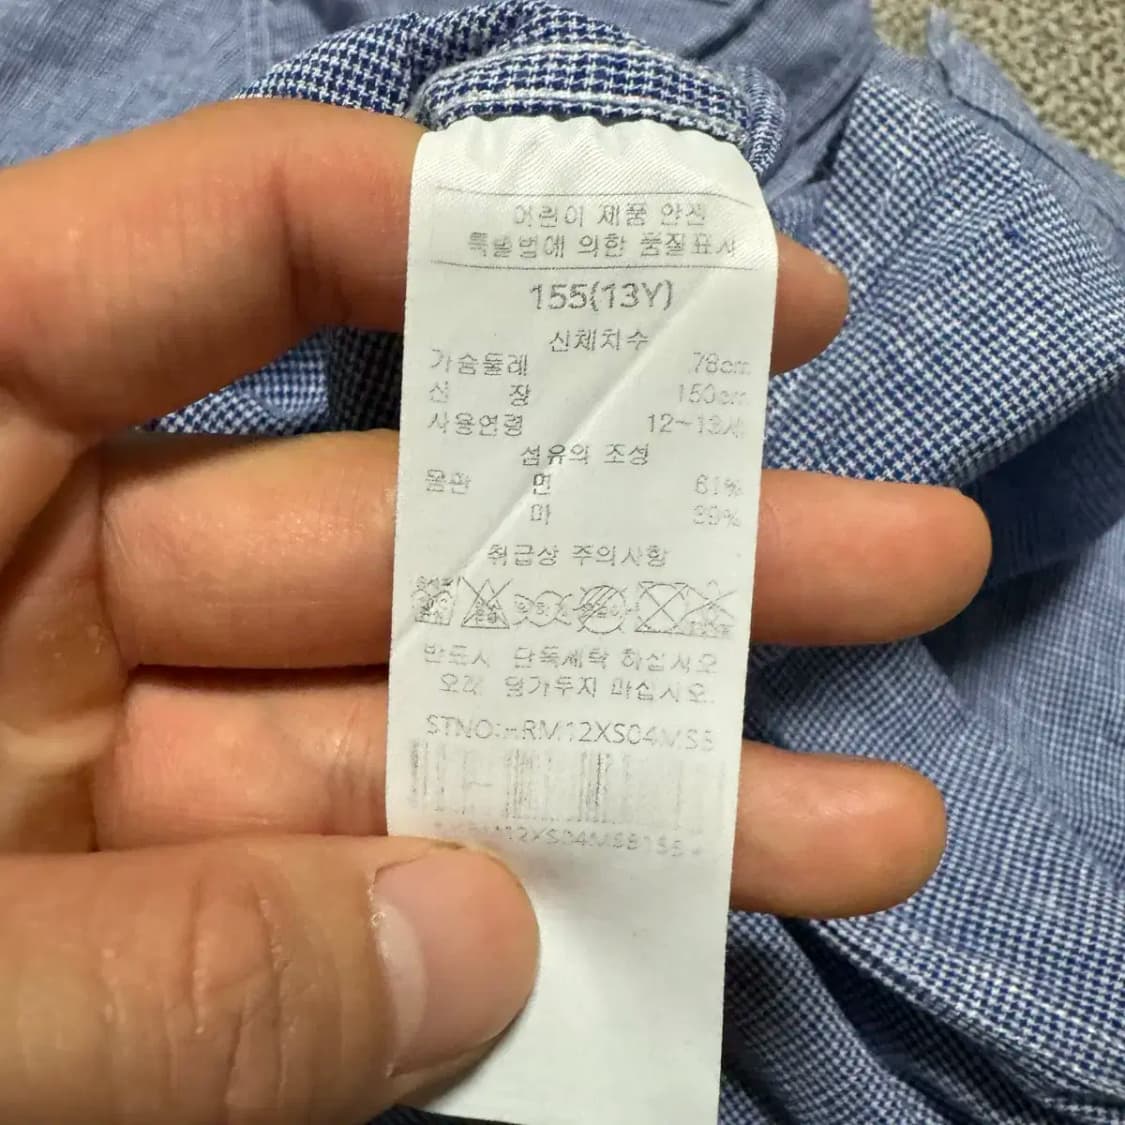 어린이 제품 안전
특별법에 의한 품질표시
155(13Y)
신체치수
가슴둘레 78cm
신 장 150cm
사용연령 12~13세
섬유의 조성
몸판 면 61%
마 39%
취급상 주의사항
반드시 단독세탁 하십시오
오래 담가두지 마십시오.
STNO:-RM12XS04MS5